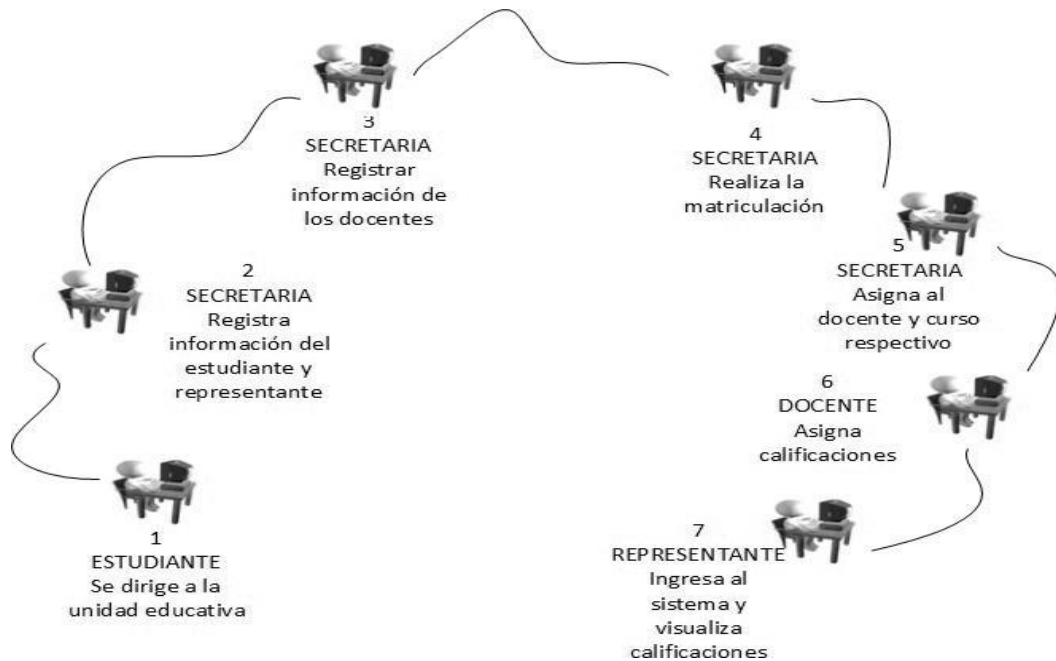 1
ESTUDIANTE
Se dirige a la
unidad educativa
2
SECRETARIA
Registra
información del
estudiante y
representante
3
SECRETARIA
Registrar
información de
los docentes
4
SECRETARIA
Realiza la
matriculación
5
SECRETARIA
Asigna al
docente y curso
respectivo
6
DOCENTE
Asigna
calificaciones
7
REPRESENTANTE
Ingresa al
sistema y
visualiza
calificaciones